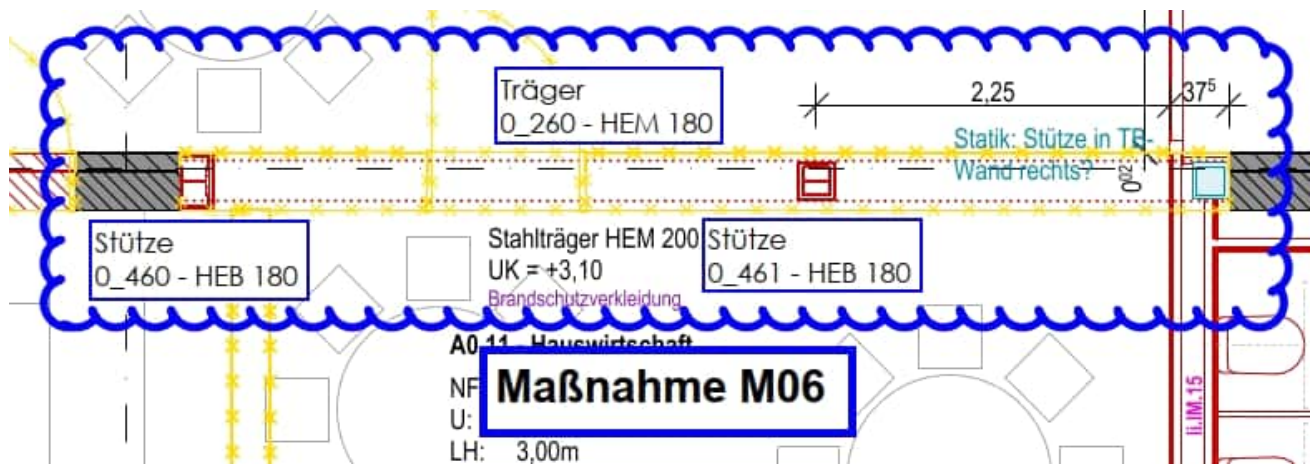 Träger
0_260 - HEM 180
2,25
37⁵
Statik: Stütze in TB-
Wand rechts?
0⁰²
Stütze
0_460 - HEB 180
Stahlträger HEM 200
UK = +3,10
Brandschutzverkleidung
Stütze
0_461 - HEB 180
A0.11 - Hauswirtschaft
Maßnahme M06
NF
U:
LH: 3,00m
li.IM.15